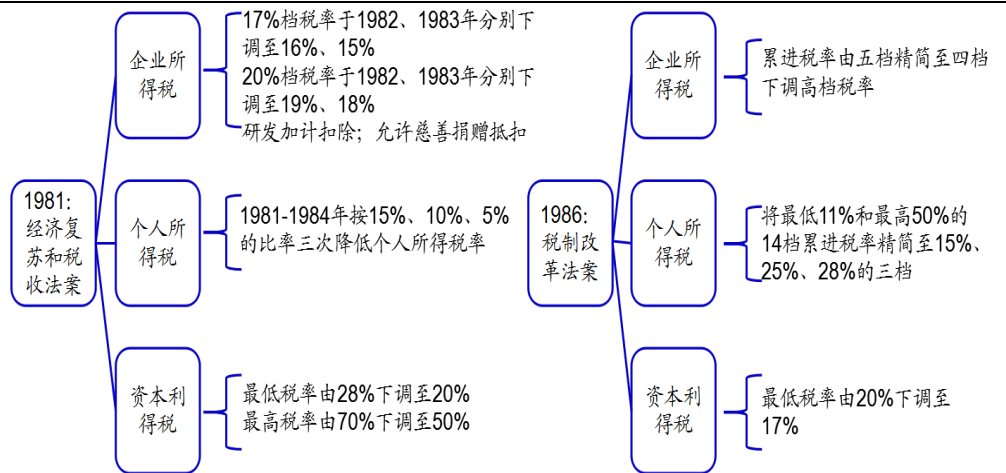 1981:
经济复
苏和税
收法案
企业所
得税
17%档税率于1982、1983年分别下
调至16%、15%
20%档税率于1982、1983年分别下
调至19%、18%
研发加计扣除；允许慈善捐赠抵扣
个人所
得税
1981-1984年按15%、10%、5%
的比率三次降低个人所得税率
资本利
得税
最低税率由28%下调至20%
最高税率由70%下调至50%
1986:
税制改
革法案
企业所
得税
累进税率由五档精简至四档
下调高档税率
个人所
得税
将最低11%和最高50%的
14档累进税率精简至15%、
25%、28%的三档
资本利
得税
最低税率由20%下调至
17%